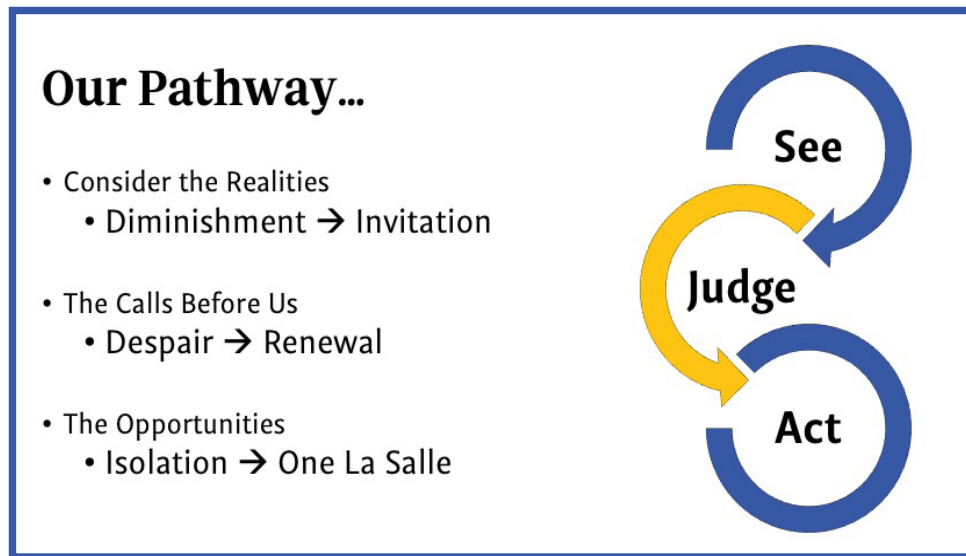 Our Pathway...
• Consider the Realities
• Diminishment → Invitation
• The Calls Before Us
• Despair → Renewal
• The Opportunities
• Isolation → One La Salle
See
Judge
Act